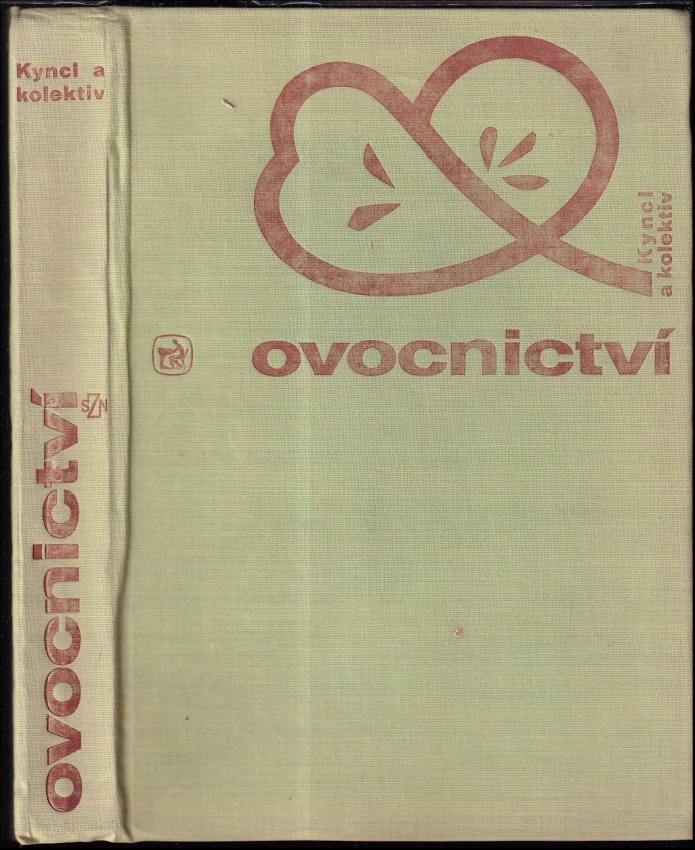 Kyncl a
kolektiv
ovocnictví
SZN
Kyncl
a kolektiv
ovocnictví